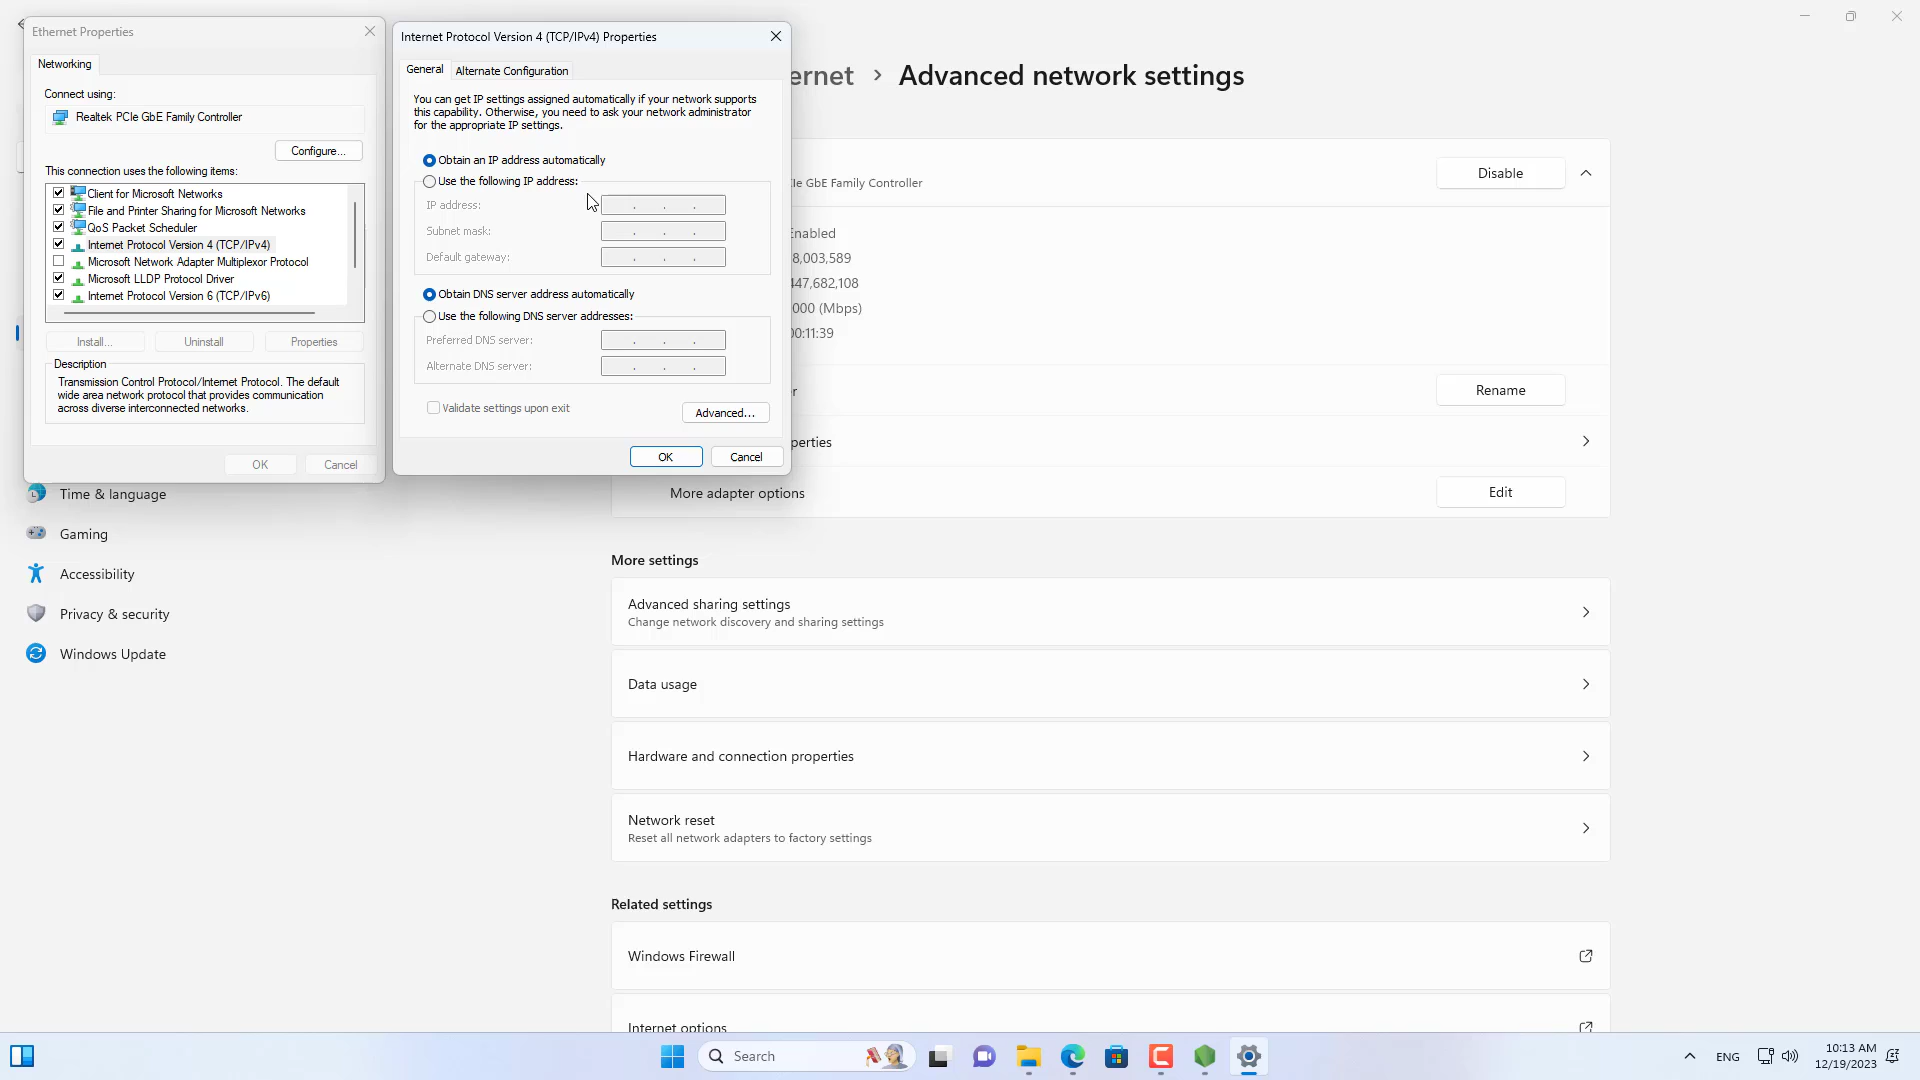 Ethernet Properties
Networking
Connect using:
Realtek PCIe GbE Family Controller
Configure...
This connection uses the following items:
Client for Microsoft Networks
File and Printer Sharing for Microsoft Networks
QoS Packet Scheduler
Internet Protocol Version 4 (TCP/IPv4)
Microsoft Network Adapter Multiplexor Protocol
Microsoft LLDP Protocol Driver
Internet Protocol Version 6 (TCP/IPv6)
Install...
Uninstall
Properties
Description
Transmission Control Protocol/Internet Protocol. The default
wide area network protocol that provides communication
across diverse interconnected networks.
OK
Cancel
Internet Protocol Version 4 (TCP/IPv4) Properties
General
Alternate Configuration
You can get IP settings assigned automatically if your network supports
this capability. Otherwise, you need to ask your network administrator
for the appropriate IP settings.
Obtain an IP address automatically
Use the following IP address:
IP address:
Subnet mask:
Default gateway:
Obtain DNS server address automatically
Use the following DNS server addresses:
Preferred DNS server:
Alternate DNS server:
Validate settings upon exit
Advanced...
OK
Cancel
ernet > Advanced network settings
Ie GbE Family Controller
Disable
Enabled
8,003,589
447,682,108
000 (Mbps)
00:11:39
r
Rename
perties
More adapter options
Edit
Time & language
Gaming
Accessibility
Privacy & security
Windows Update
More settings
Advanced sharing settings
Change network discovery and sharing settings
Data usage
Hardware and connection properties
Network reset
Reset all network adapters to factory settings
Related settings
Windows Firewall
Internet options
Search
ENG
10:13 AM
12/19/2023